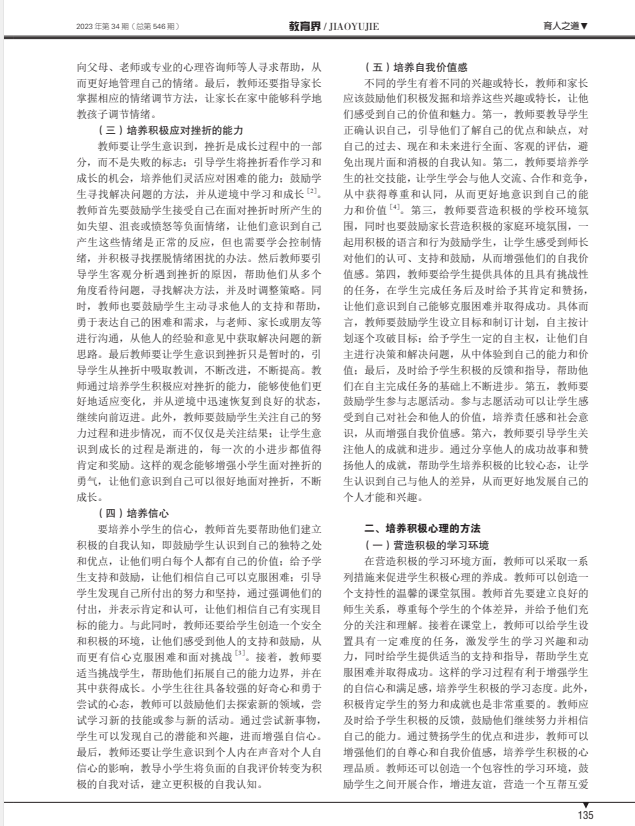 2023 年第 34 期（总第 546 期）
教育界 / JIAOYUJIE
育人之道▼
向父母、老师或专业的心理咨询师等人寻求帮助，从
而更好地管理自己的情绪。最后，教师还要指导家长
掌握相应的情绪调节方法，让家长在家中能够科学地
教孩子调节情绪。
（三）培养积极应对挫折的能力
教师要让学生意识到，挫折是成长过程中的一部
分，而不是失败的标志；引导学生将挫折看作学习和
成长的机会，培养他们灵活应对困难的能力；鼓励学
生寻找解决问题的方法，并从逆境中学习和成长 [2]。
教师首先要鼓励学生接受自己在面对挫折时所产生的
如失望、沮丧或愤怒等负面情绪，让他们意识到自己
产生这些情绪是正常的反应，但也需要学会控制情
绪，并积极寻找摆脱情绪困扰的办法。然后教师要引
导学生客观分析遇到挫折的原因，帮助他们从多个
角度看待问题，寻找解决方法，并及时调整策略。同
时，教师也要鼓励学生主动寻求他人的支持和帮助，
勇于表达自己的困难和需求，与老师、家长或朋友等
进行沟通，从他人的经验和意见中获取解决问题的新
思路。最后教师要让学生意识到挫折只是暂时的，引
导学生从挫折中吸取教训，不断改进，不断提高。教
师通过培养学生积极应对挫折的能力，能够使他们更
好地适应变化，并从逆境中迅速恢复到良好的状态，
继续向前迈进。此外，教师要鼓励学生关注自己的努
力过程和进步情况，而不仅仅是关注结果；让学生意
识到成长的过程是渐进的，每一次的小进步都值得
肯定和奖励。这样的观念能够增强小学生面对挫折的
勇气，让他们意识到自己可以很好地面对挫折，不断
成长。
（四）培养信心
要培养小学生的信心，教师首先要帮助他们建立
积极的自我认知，即鼓励学生认识到自己的独特之处
和优点，让他们明白每个人都有自己的价值；给予学
生支持和鼓励，让他们相信自己可以克服困难；引导
学生发现自己所付出的努力和坚持，通过强调他们的
付出，并表示肯定和认可，让他们相信自己有实现目
标的能力。与此同时，教师还要给学生创造一个安全
和积极的环境，让他们感受到他人的支持和鼓励，从
而更有信心克服困难和面对挑战 [3]。接着，教师要
适当挑战学生，帮助他们拓展自己的能力边界，并在
其中获得成长。小学生往往具备较强的好奇心和勇于
尝试的心态，教师可以鼓励他们去探索新的领域，尝
试学习新的技能或参与新的活动。通过尝试新事物，
学生可以发现自己的潜能和兴趣，进而增强自信心。
最后，教师还要让学生意识到个人内在声音对个人自
信心的影响，教导小学生将负面的自我评价转变为积
极的自我对话，建立更积极的自我认知。
（五）培养自我价值感
不同的学生有着不同的兴趣或特长，教师和家长
应该鼓励他们积极发掘和培养这些兴趣或特长，让他
们感受到自己的价值和魅力。第一，教师要教导学生
正确认识自己，引导他们了解自己的优点和缺点，对
自己的过去、现在和未来进行全面、客观的评估，避
免出现片面和消极的自我认知。第二，教师要培养学
生的社交技能，让学生学会与他人交流、合作和竞争，
从中获得尊重和认同，从而更好地意识到自己的能
力和价值 [4]。第三，教师要营造积极的学校环境氛
围，同时也要鼓励家长营造积极的家庭环境氛围，一
起用积极的语言和行为鼓励学生，让学生感受到师长
对他们的认可、支持和鼓励，从而增强他们的自我价
值感。第四，教师要给学生提供具体的且具有挑战性
的任务，在学生完成任务后及时给予其肯定和赞扬，
让他们意识到自己能够克服困难并取得成功。具体而
言，教师要鼓励学生设立目标和制订计划，自主按计
划逐个攻破目标；给予学生一定的自主权，让他们自
主进行决策和解决问题，从中体验到自己的能力和价
值；最后，及时给予学生积极的反馈和指导，帮助他
们在自主完成任务的基础上不断进步。第五，教师要
鼓励学生参与志愿活动。参与志愿活动可以让学生感
受到自己对社会和他人的价值，培养责任感和社会意
识，从而增强自我价值感。第六，教师要引导学生关
注他人的成就和进步。通过分享他人的成功故事和赞
扬他人的成就，帮助学生培养积极的比较心态，让学
生认识到自己与他人的差异，从而更好地发展自己的
个人才能和兴趣。
二、培养积极心理的方法
（一）营造积极的学习环境
在营造积极的学习环境方面，教师可以采取一系
列措施来促进学生积极心理的养成。教师可以创造一
个支持性的温馨的课堂氛围。教师首先要建立良好的
师生关系，尊重每个学生的个体差异，并给予他们充
分的关注和理解。接着在课堂上，教师可以给学生设
置具有一定难度的任务，激发学生的学习兴趣和动
力，同时给学生提供适当的支持和指导，帮助学生克
服困难并取得成功。这样的学习过程有利于增强学生
的自信心和满足感，培养学生积极的学习态度。此外，
积极肯定学生的努力和成就也是非常重要的。教师应
及时给予学生积极的反馈，鼓励他们继续努力并相信
自己的能力。通过赞扬学生的优点和进步，教师可以
增强他们的自尊心和自我价值感，培养学生积极的心
理品质。教师还可以创造一个包容性的学习环境，鼓
励学生之间开展合作，增进友谊，营造一个互帮互爱
135